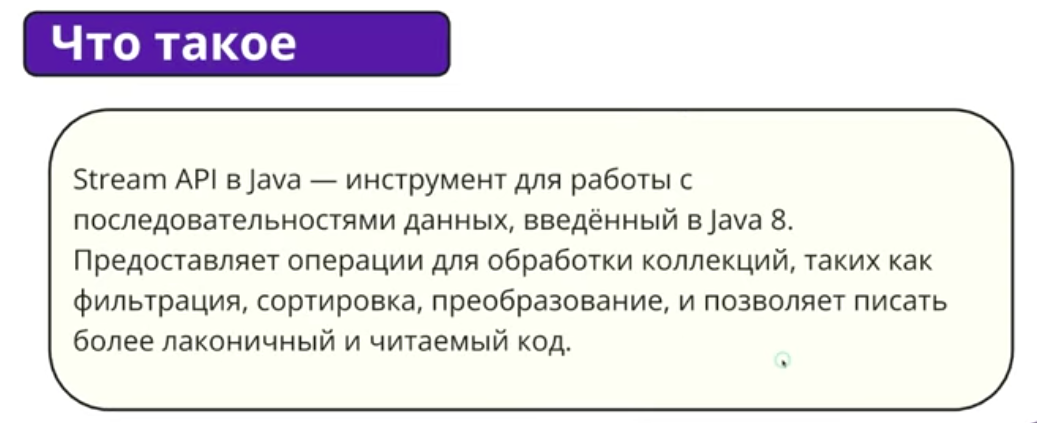 Что такое
Stream API в Java — инструмент для работы с
последовательностями данных, введённый в Java 8.
Предоставляет операции для обработки коллекций, таких как
фильтрация, сортировка, преобразование, и позволяет писать
более лаконичный и читаемый код.